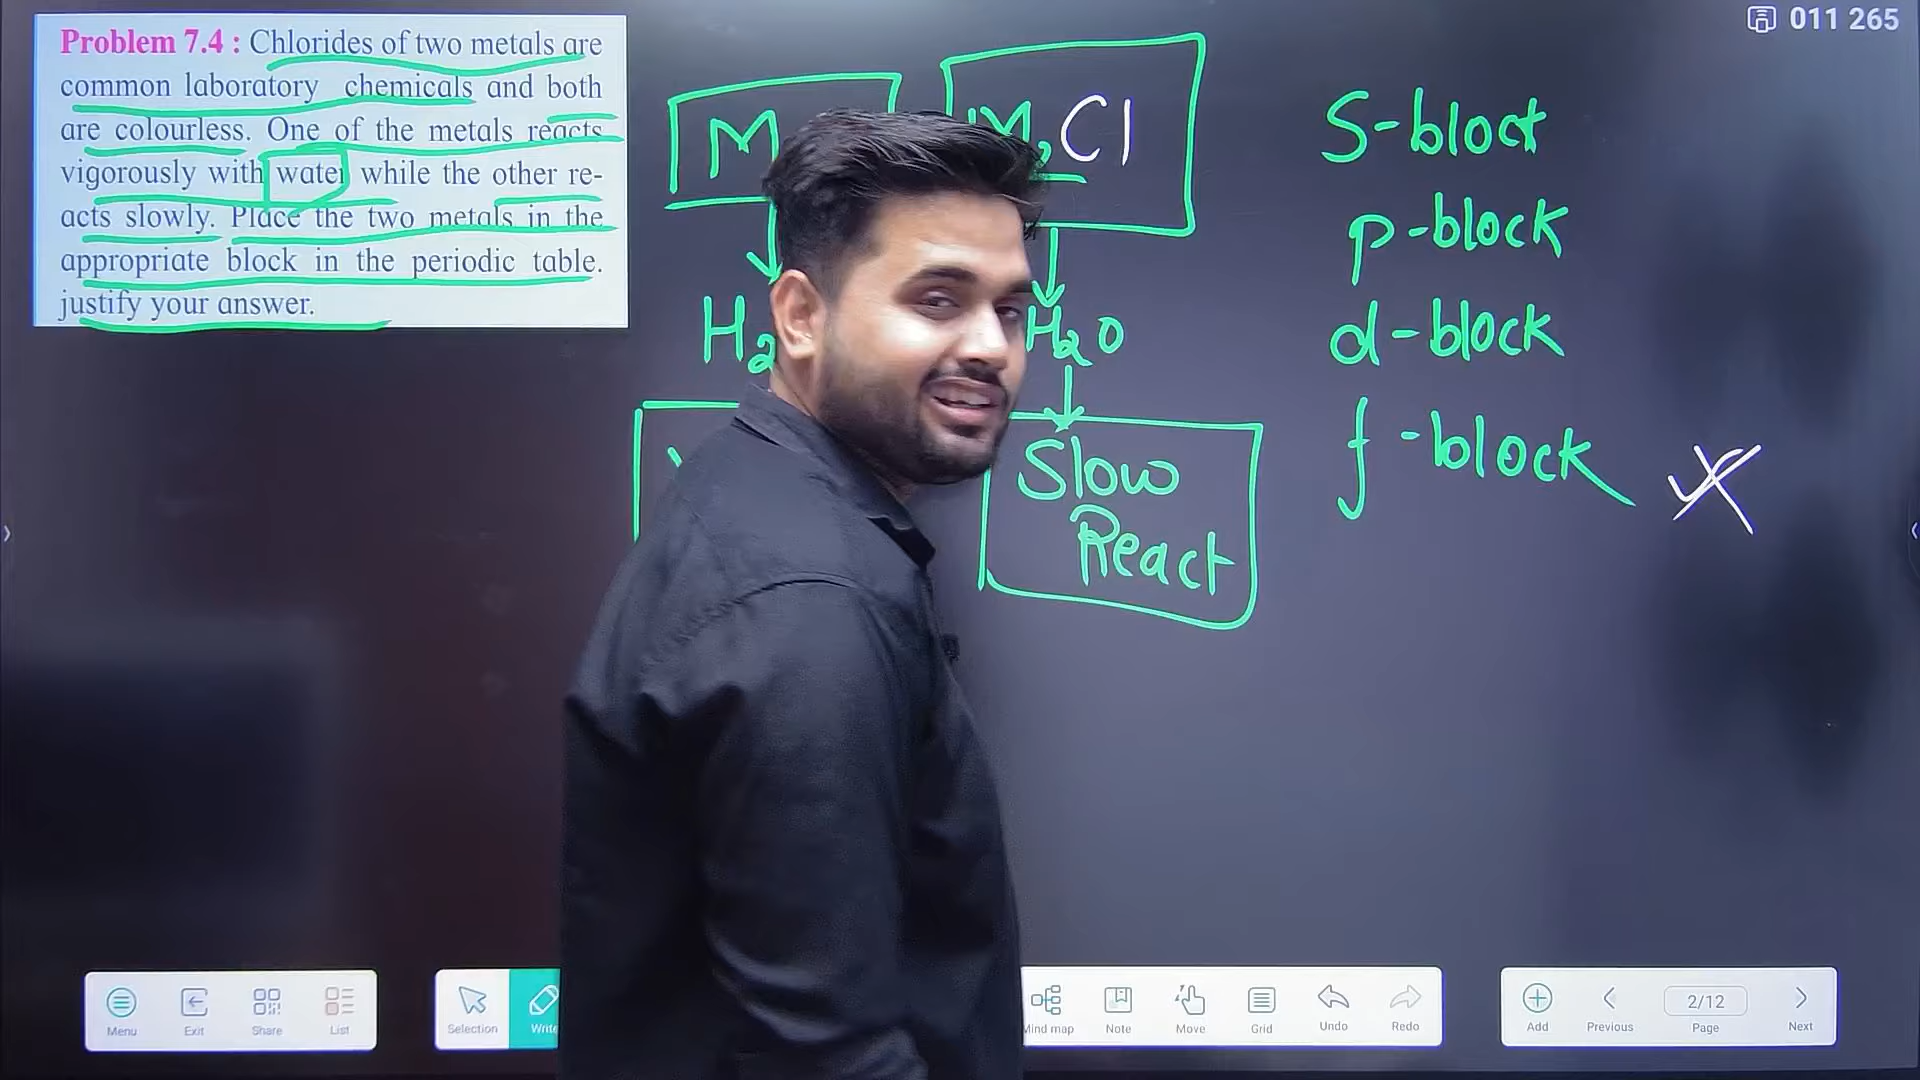 Problem 7.4 : Chlorides of two metals are
common laboratory chemicals and both
are colourless. One of the metals reacts
vigorously with water while the other re-
acts slowly. Place the two metals in the
appropriate block in the periodic table.
justify your answer.
011 265
M
Cl
H2
H2O
Slow
React
S-block
p-block
d-block
f-block
Menu
Exit
Share
List
Selection
Write
Mind map
Note
Move
Grid
Undo
Redo
Add
Previous
2/12
Page
Next